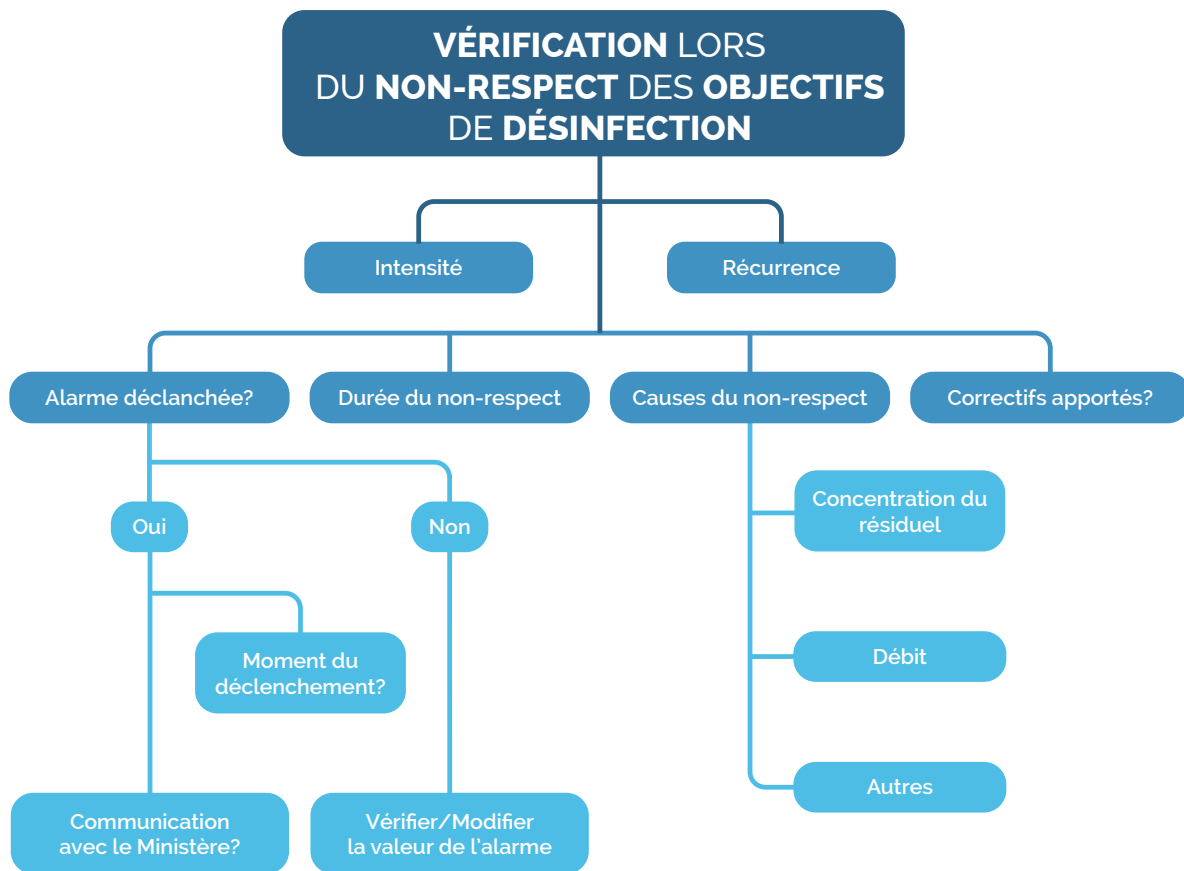 VÉRIFICATION LORS
DU NON-RESPECT DES OBJECTIFS
DE DÉSINFECTION
Intensité
Récurrence
Alarme déclanchée?
Durée du non-respect
Causes du non-respect
Correctifs apportés?
Oui
Non
Moment du
déclenchement?
Communication
avec le Ministère?
Vérifier/Modifier
la valeur de l'alarme
Concentration du
résiduel
Débit
Autres